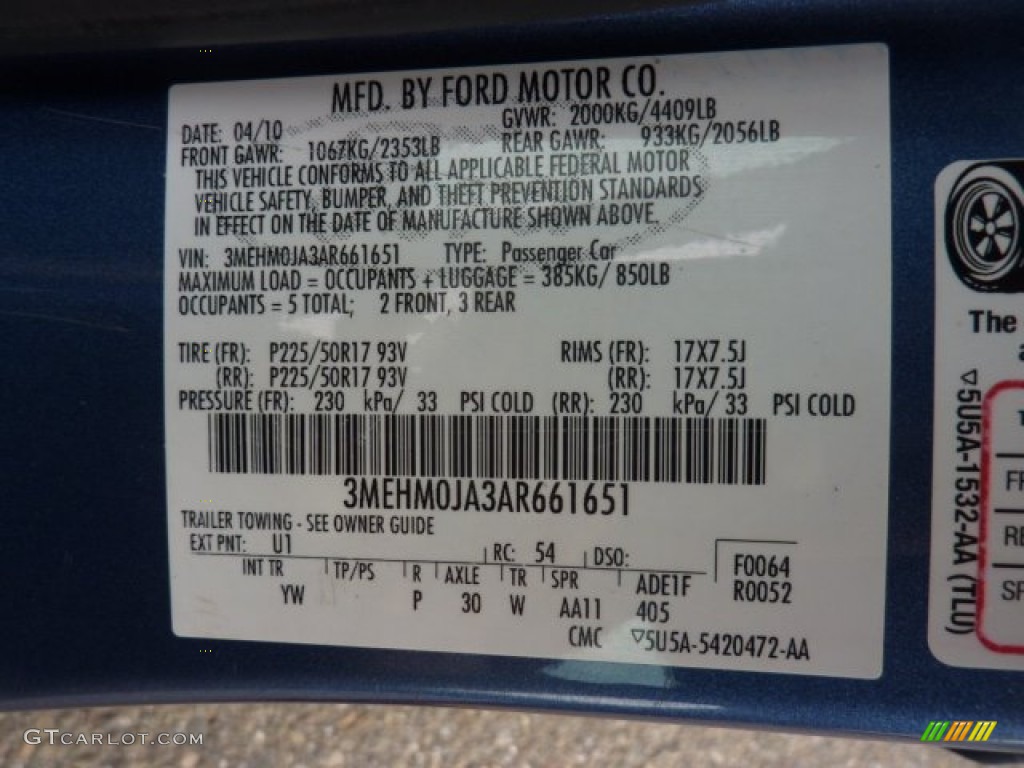 MFD. BY FORD MOTOR CO.
DATE: 04/10 GVWR: 2000KG/4409LB
FRONT GAWR: 1067KG/2353LB REAR GAWR: 933KG/2056LB
THIS VEHICLE CONFORMS TO ALL APPLICABLE FEDERAL MOTOR
VEHICLE SAFETY, BUMPER, AND THEFT PREVENTION STANDARDS
IN EFFECT ON THE DATE OF MANUFACTURE SHOWN ABOVE.
VIN: 3MEHM0JA3AR661651 TYPE: Passenger Car
MAXIMUM LOAD = OCCUPANTS + LUGGAGE = 385KG/ 850LB
OCCUPANTS = 5 TOTAL; 2 FRONT, 3 REAR
TIRE (FR): P225/50R17 93V RIMS (FR): 17X7.5J
(RR): P225/50R17 93V (RR): 17X7.5J
PRESSURE (FR): 230 kPa/ 33 PSI COLD (RR): 230 kPa/ 33 PSI COLD
3MEHM0JA3AR661651
TRAILER TOWING - SEE OWNER GUIDE
EXT PNT: U1 RC: 54 DSO: F0064
INT TR TP/PS R AXLE TR SPR ADE1F R0052
YW P 30 W AA11 405
CMC ▽5U5A-5420472-AA
The
▽5U5A-1532-AA (TLU)
GTCARLOT.COM